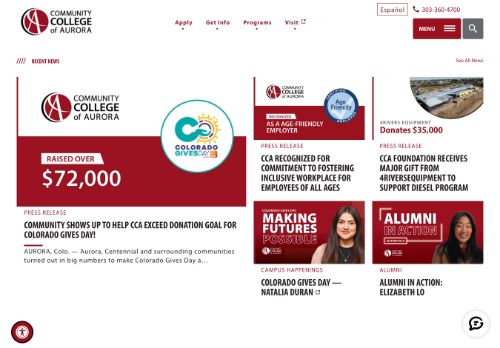 COMMUNITY
COLLEGE
of AURORA
Apply
Get Info
Programs
Visit
Español
303-360-4700
MENU
RECENT NEWS
See All News
COMMUNITY
COLLEGE
of AURORA
COLORADO
GIVES DAY
RAISED OVER
$72,000
PRESS RELEASE
COMMUNITY SHOWS UP TO HELP CCA EXCEED DONATION GOAL FOR
COLORADO GIVES DAY!
AURORA, Colo. — Aurora, Centennial and surrounding communities
turned out in big numbers to make Colorado Gives Day a...
COMMUNITY
COLLEGE
of AURORA
Age
Friendly
RECOGNIZED
AS A AGE-FRIENDLY
EMPLOYER
PRESS RELEASE
CCA RECOGNIZED FOR
COMMITMENT TO FOSTERING
INCLUSIVE WORKPLACE FOR
EMPLOYEES OF ALL AGES
4RIVERS EQUIPMENT
Donates $35,000
PRESS RELEASE
CCA FOUNDATION RECEIVES
MAJOR GIFT FROM
4RIVERSEQUIPMENT TO
SUPPORT DIESEL PROGRAM
COLORADO GIVES DAY
MAKING
FUTURES
POSSIBLE
CAMPUS HAPPENINGS
COLORADO GIVES DAY —
NATALIA DURAN
ALUMNI
IN ACTION
ALUMNI
ALUMNI IN ACTION:
ELIZABETH LO